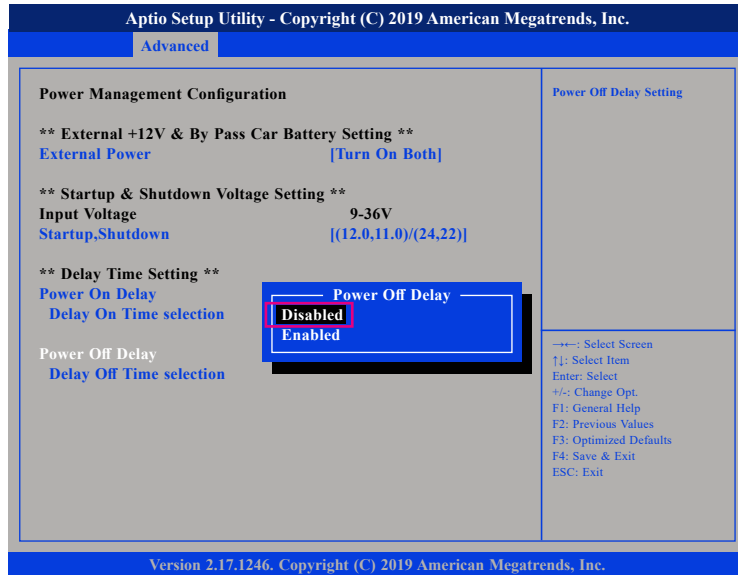 Aptio Setup Utility - Copyright (C) 2019 American Megatrends, Inc.
Advanced
Power Management Configuration
** External +12V & By Pass Car Battery Setting **
External Power [Turn On Both]
** Startup & Shutdown Voltage Setting **
Input Voltage 9-36V
Startup,Shutdown [(12.0,11.0)/(24,22)]
** Delay Time Setting **
Power On Delay
Delay On Time selection
Power Off Delay
Delay Off Time selection
Power Off Delay
Disabled
Enabled
Power Off Delay Setting
→←: Select Screen
↑↓: Select Item
Enter: Select
+/-: Change Opt.
F1: General Help
F2: Previous Values
F3: Optimized Defaults
F4: Save & Exit
ESC: Exit
Version 2.17.1246. Copyright (C) 2019 American Megatrends, Inc.